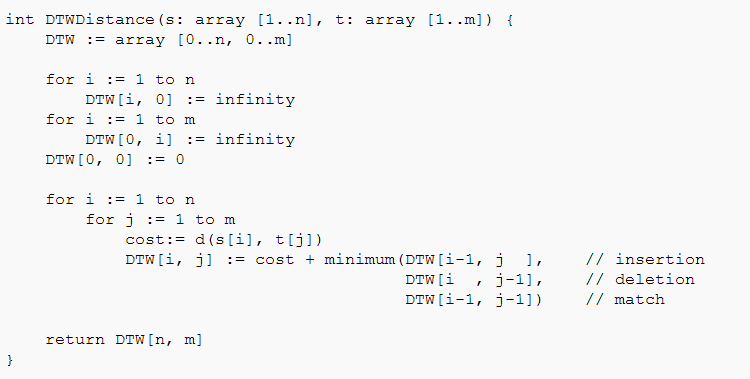 int DTWDistance(s: array [1..n], t: array [1..m]) {
    DTW := array [0..n, 0..m]

    for i := 1 to n
        DTW[i, 0] := infinity
    for i := 1 to m
        DTW[0, i] := infinity
    DTW[0, 0] := 0

    for i := 1 to n
        for j := 1 to m
            cost:= d(s[i], t[j])
            DTW[i, j] := cost + minimum(DTW[i-1, j  ],    // insertion
                                        DTW[i  , j-1],    // deletion
                                        DTW[i-1, j-1])    // match

    return DTW[n, m]
}